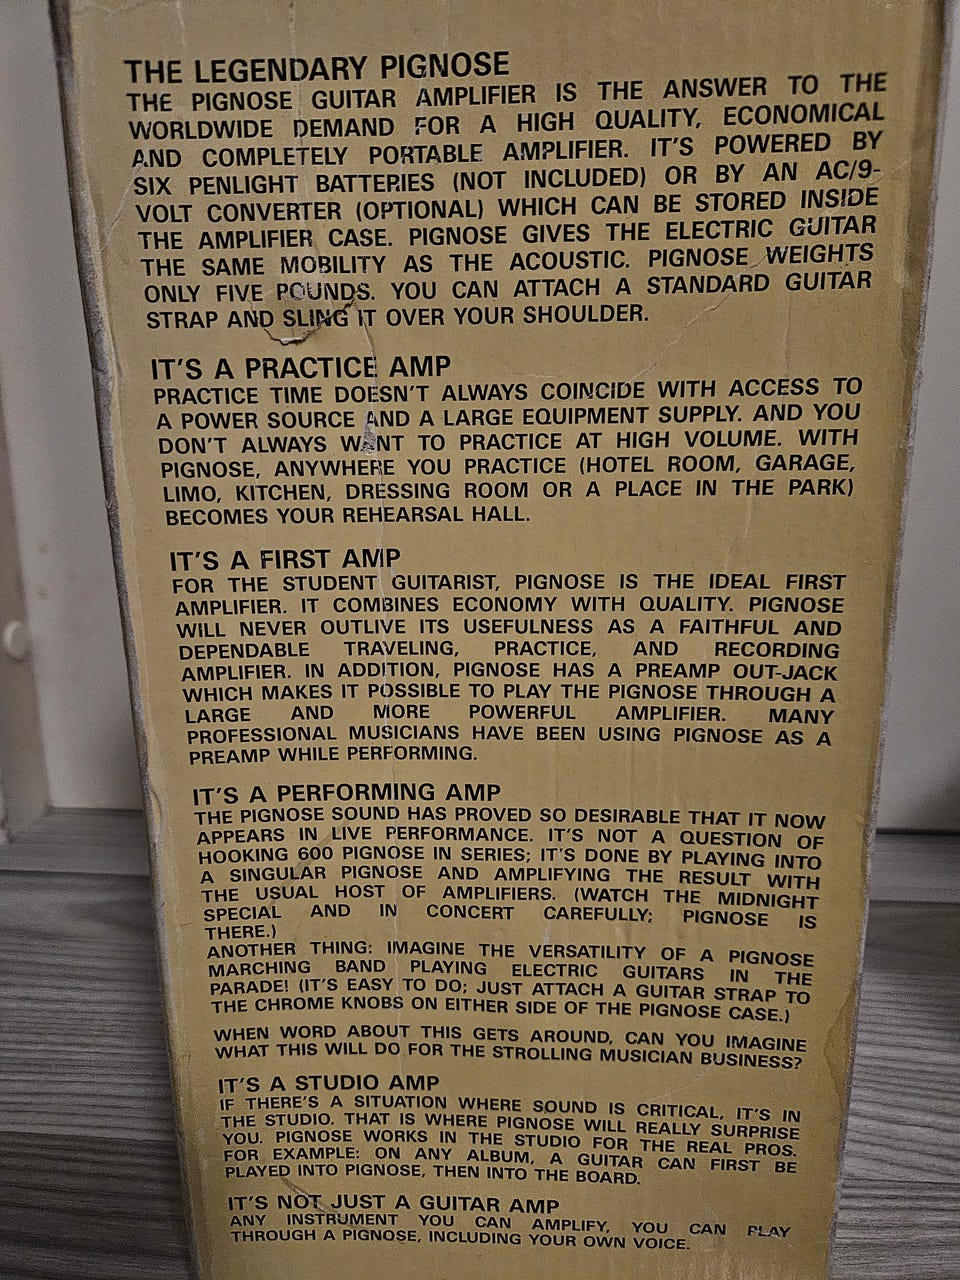 THE LEGENDARY PIGNOSE
THE PIGNOSE GUITAR AMPLIFIER IS THE ANSWER TO THE
WORLDWIDE DEMAND FOR A HIGH QUALITY, ECONOMICAL
AND COMPLETELY PORTABLE AMPLIFIER. IT'S POWERED BY
SIX PENLIGHT BATTERIES (NOT INCLUDED) OR BY AN AC/9-
VOLT CONVERTER (OPTIONAL) WHICH CAN BE STORED INSIDE
THE AMPLIFIER CASE. PIGNOSE GIVES THE ELECTRIC GUITAR
THE SAME MOBILITY AS THE ACOUSTIC. PIGNOSE WEIGHTS
ONLY FIVE POUNDS. YOU CAN ATTACH A STANDARD GUITAR
STRAP AND SLING IT OVER YOUR SHOULDER.
IT'S A PRACTICE AMP
PRACTICE TIME DOESN'T ALWAYS COINCIDE WITH ACCESS TO
A POWER SOURCE AND A LARGE EQUIPMENT SUPPLY. AND YOU
DON'T ALWAYS WANT TO PRACTICE AT HIGH VOLUME. WITH
PIGNOSE, ANYWHERE YOU PRACTICE (HOTEL ROOM, GARAGE,
LIMO, KITCHEN, DRESSING ROOM OR A PLACE IN THE PARK)
BECOMES YOUR REHEARSAL HALL.
IT'S A FIRST AMP
FOR THE STUDENT GUITARIST, PIGNOSE IS THE IDEAL FIRST
AMPLIFIER. IT COMBINES ECONOMY WITH QUALITY. PIGNOSE
WILL NEVER OUTLIVE ITS USEFULNESS AS A FAITHFUL AND
DEPENDABLE TRAVELING, PRACTICE, AND RECORDING
AMPLIFIER. IN ADDITION, PIGNOSE HAS A PREAMP OUT-JACK
WHICH MAKES IT POSSIBLE TO PLAY THE PIGNOSE THROUGH A
LARGE AND MORE POWERFUL AMPLIFIER. MANY
PROFESSIONAL MUSICIANS HAVE BEEN USING PIGNOSE AS A
PREAMP WHILE PERFORMING.
IT'S A PERFORMING AMP
THE PIGNOSE SOUND HAS PROVED SO DESIRABLE THAT IT NOW
APPEARS IN LIVE PERFORMANCE. IT'S NOT A QUESTION OF
HOOKING 600 PIGNOSE IN SERIES; IT'S DONE BY PLAYING INTO
A SINGULAR PIGNOSE AND AMPLIFYING THE RESULT WITH
THE USUAL HOST OF AMPLIFIERS. (WATCH THE MIDNIGHT
SPECIAL AND IN CONCERT CAREFULLY; PIGNOSE IS
THERE.)
ANOTHER THING: IMAGINE THE VERSATILITY OF A PIGNOSE
MARCHING BAND PLAYING ELECTRIC GUITARS IN THE
PARADE! (IT'S EASY TO DO; JUST ATTACH A GUITAR STRAP TO
THE CHROME KNOBS ON EITHER SIDE OF THE PIGNOSE CASE.)
WHEN WORD ABOUT THIS GETS AROUND, CAN YOU IMAGINE
WHAT THIS WILL DO FOR THE STROLLING MUSICIAN BUSINESS?
IT'S A STUDIO AMP
IF THERE'S A SITUATION WHERE SOUND IS CRITICAL, IT'S IN
THE STUDIO. THAT IS WHERE PIGNOSE WILL REALLY SURPRISE
YOU. PIGNOSE WORKS IN THE STUDIO FOR THE REAL PROS.
FOR EXAMPLE: ON ANY ALBUM, A GUITAR CAN FIRST BE
PLAYED INTO PIGNOSE, THEN INTO THE BOARD.
IT'S NOT JUST A GUITAR AMP
ANY INSTRUMENT YOU CAN AMPLIFY, YOU CAN PLAY
THROUGH A PIGNOSE, INCLUDING YOUR OWN VOICE.